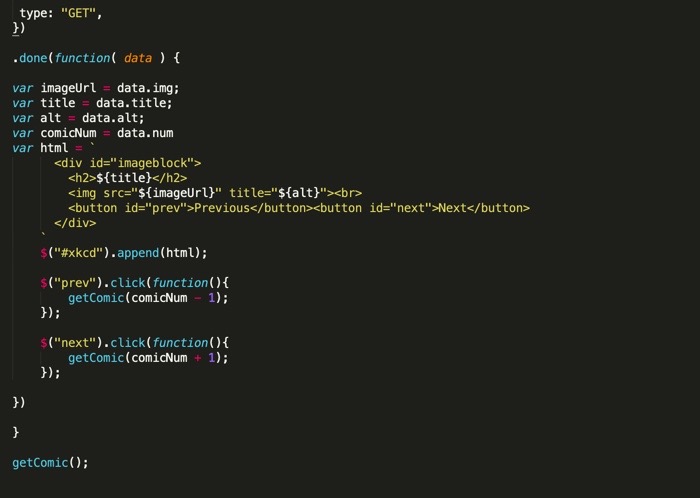 type: "GET",
})
.done(function( data ) {
var imageUrl = data.img;
var title = data.title;
var alt = data.alt;
var comicNum = data.num
var html = `
<div id="imageblock">
<h2>${title}</h2>
<img src="${imageUrl}" title="${alt}"><br>
<button id="prev">Previous</button><button id="next">Next</button>
</div>
`
$("#xkcd").append(html);
$("prev").click(function(){
getComic(comicNum - 1);
});
$("next").click(function(){
getComic(comicNum + 1);
});
})
}
getComic();